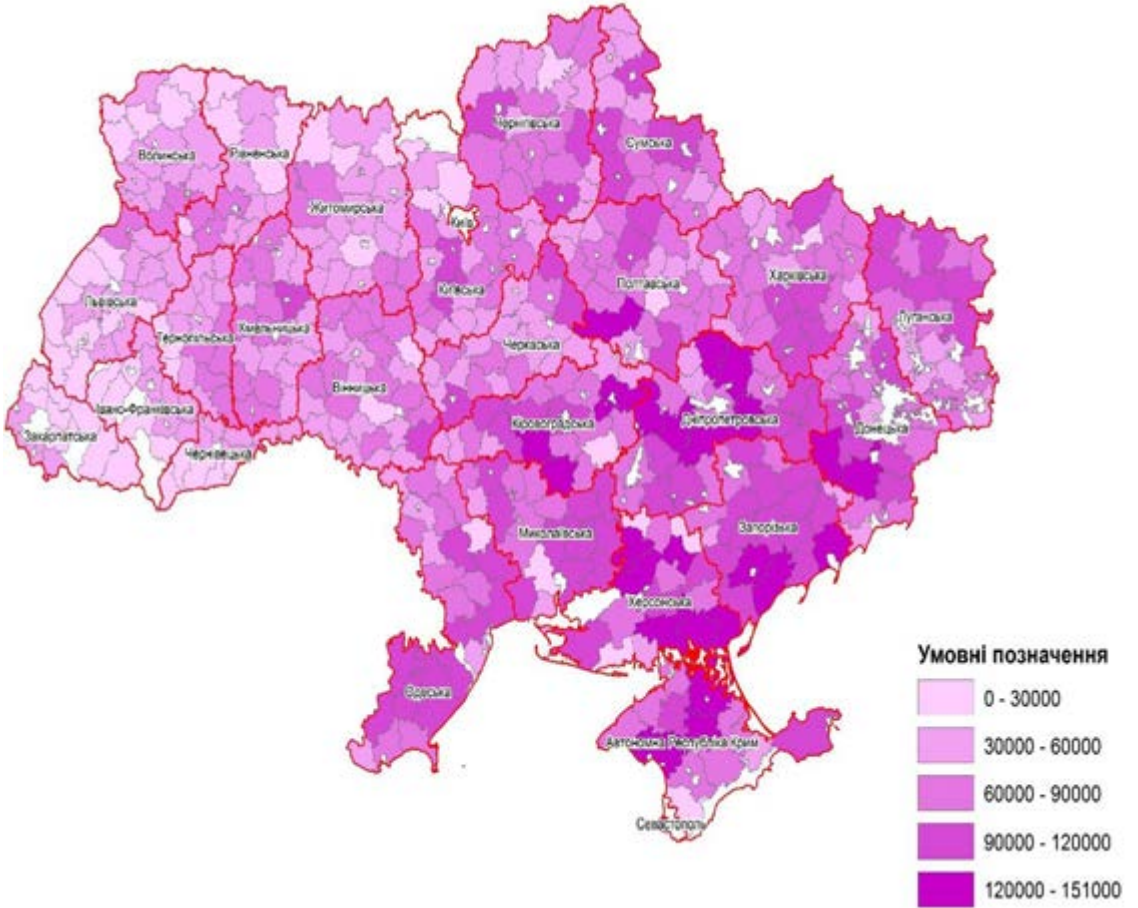 Чернігівська
Сумська
Волинська
Рівненська
Житомирська
Київ
Київська
Полтавська
Харківська
Луганська
Львівська
Тернопільська
Хмельницька
Черкаська
Вінницька
Івано-Франківська
Закарпатська
Чернівецька
Кіровоградська
Дніпропетровська
Донецька
Миколаївська
Запорізька
Херсонська
Одеська
Автономна Республіка Крим
Севастополь
Умовні позначення
0 - 30000
30000 - 60000
60000 - 90000
90000 - 120000
120000 - 151000